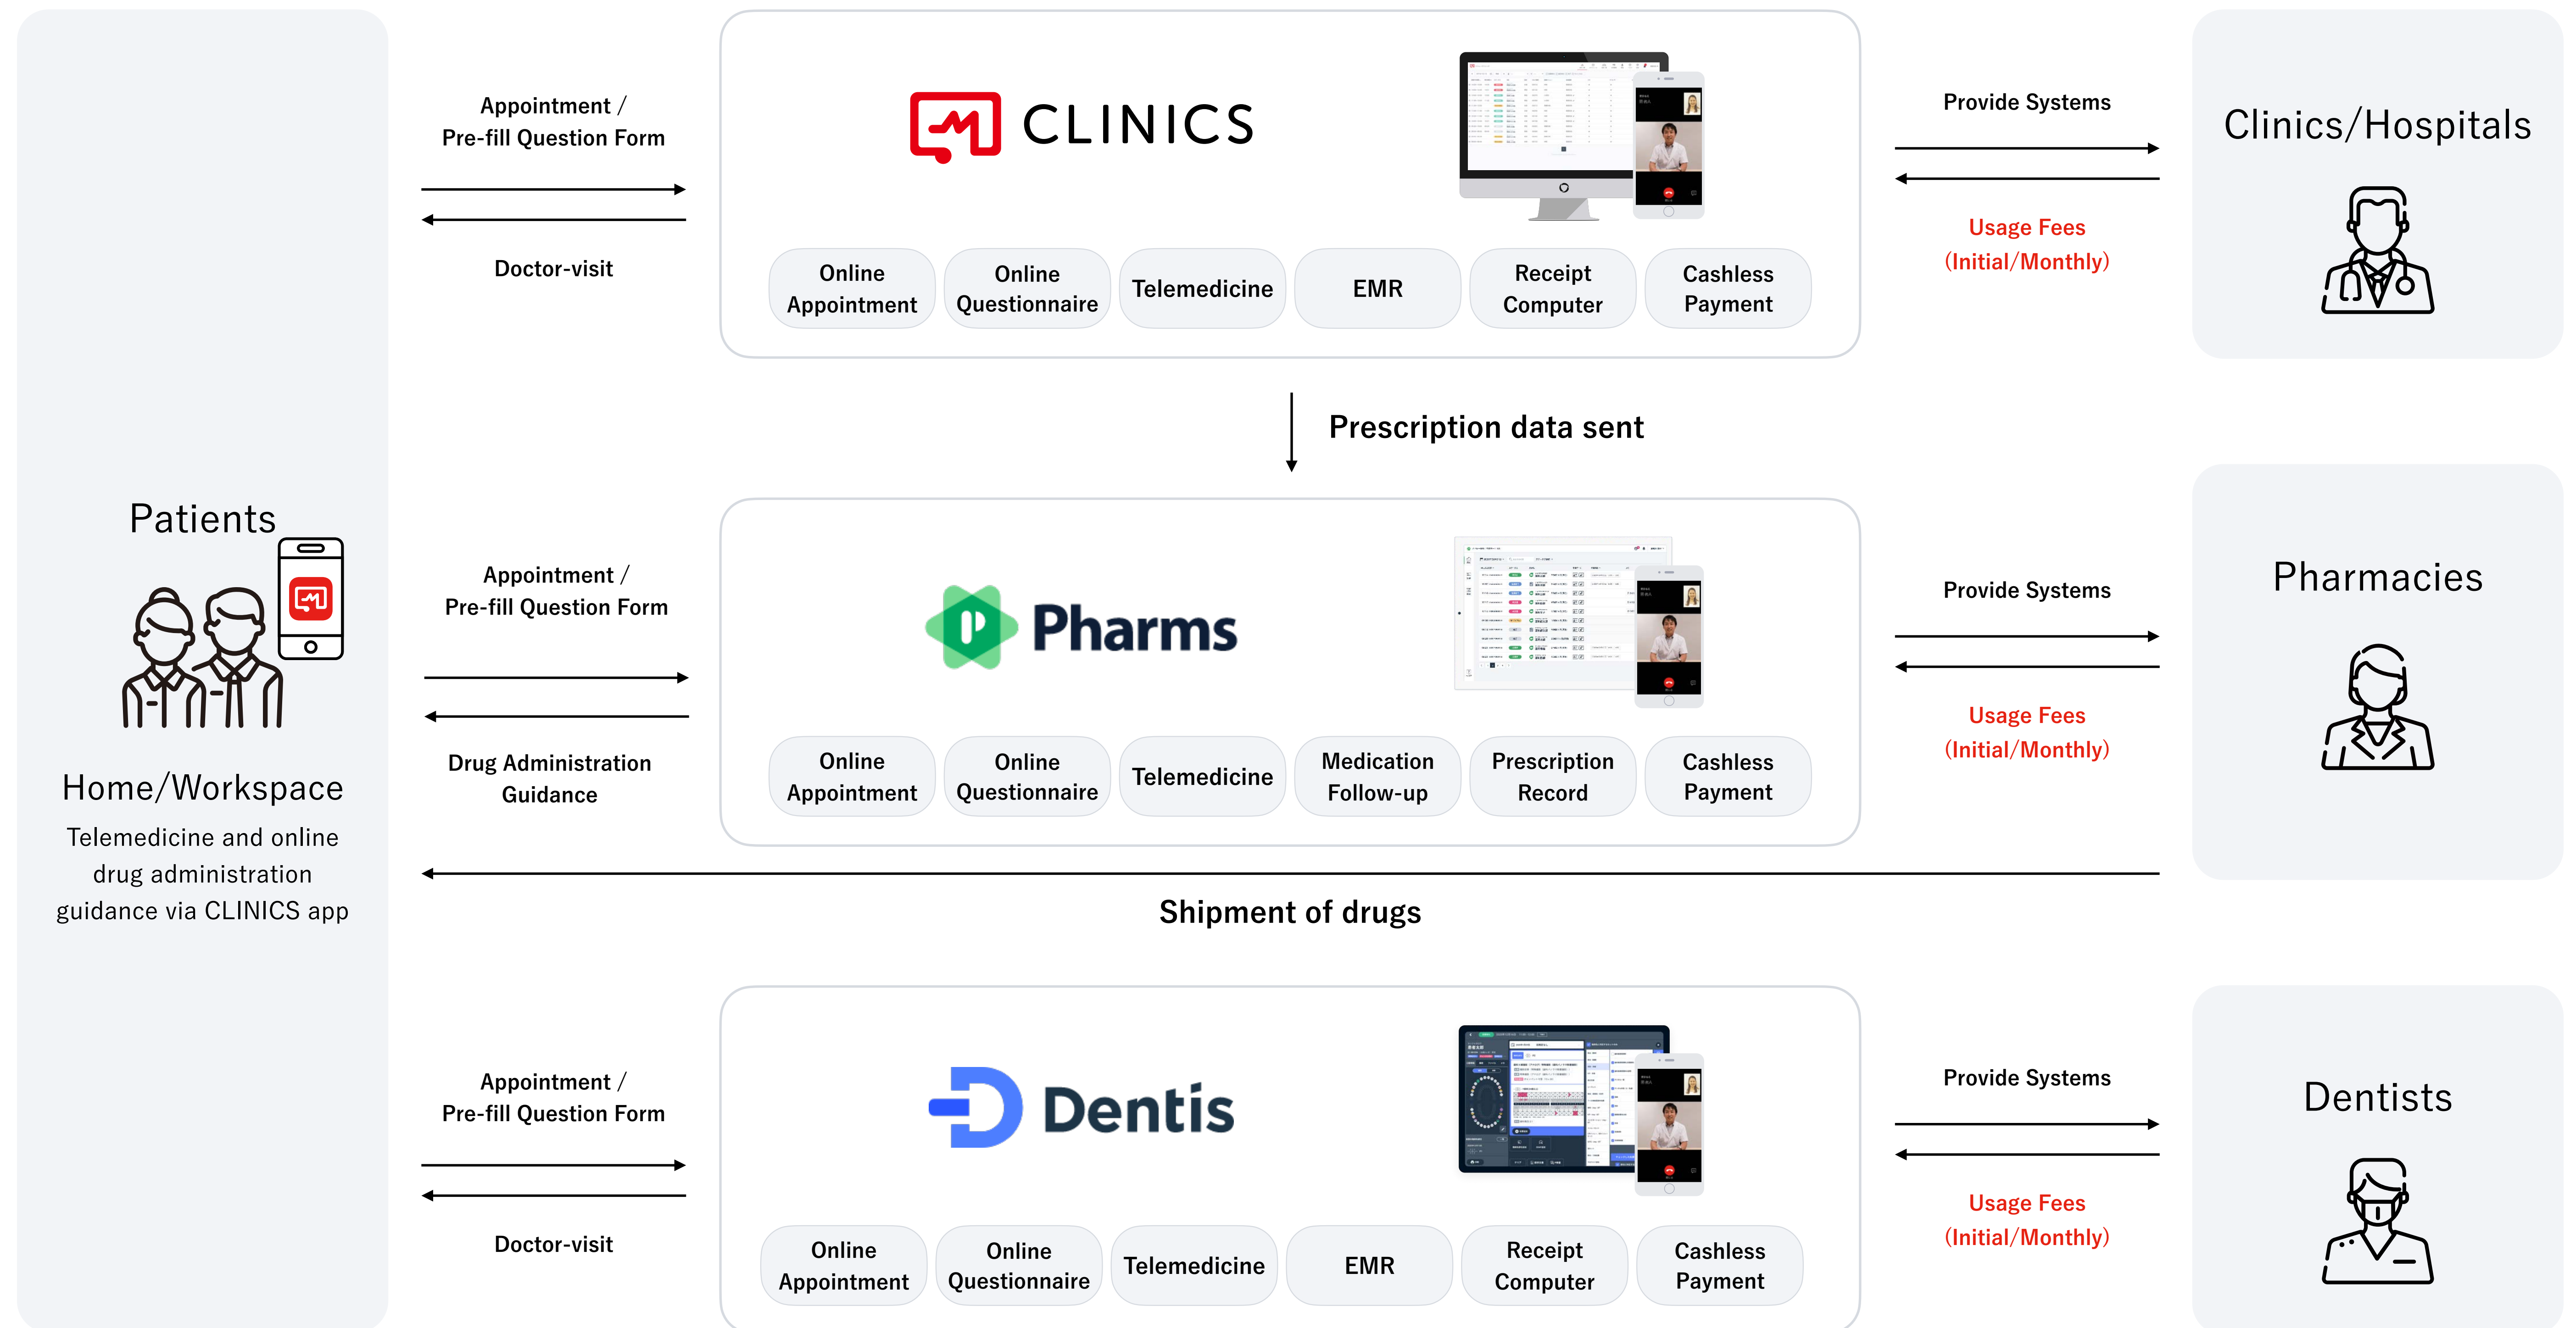 Patients
Home/Workspace
Telemedicine and online
drug administration
guidance via CLINICS app
Appointment /
Pre-fill Question Form
Doctor-visit
CLINICS
Online
Appointment
Online
Questionnaire
Telemedicine
EMR
Receipt
Computer
Cashless
Payment
Provide Systems
Usage Fees
(Initial/Monthly)
Clinics/Hospitals
Prescription data sent
Appointment /
Pre-fill Question Form
Drug Administration
Guidance
Pharms
Online
Appointment
Online
Questionnaire
Telemedicine
Medication
Follow-up
Prescription
Record
Cashless
Payment
Provide Systems
Usage Fees
(Initial/Monthly)
Pharmacies
Shipment of drugs
Appointment /
Pre-fill Question Form
Doctor-visit
Dentis
Online
Appointment
Online
Questionnaire
Telemedicine
EMR
Receipt
Computer
Cashless
Payment
Provide Systems
Usage Fees
(Initial/Monthly)
Dentists